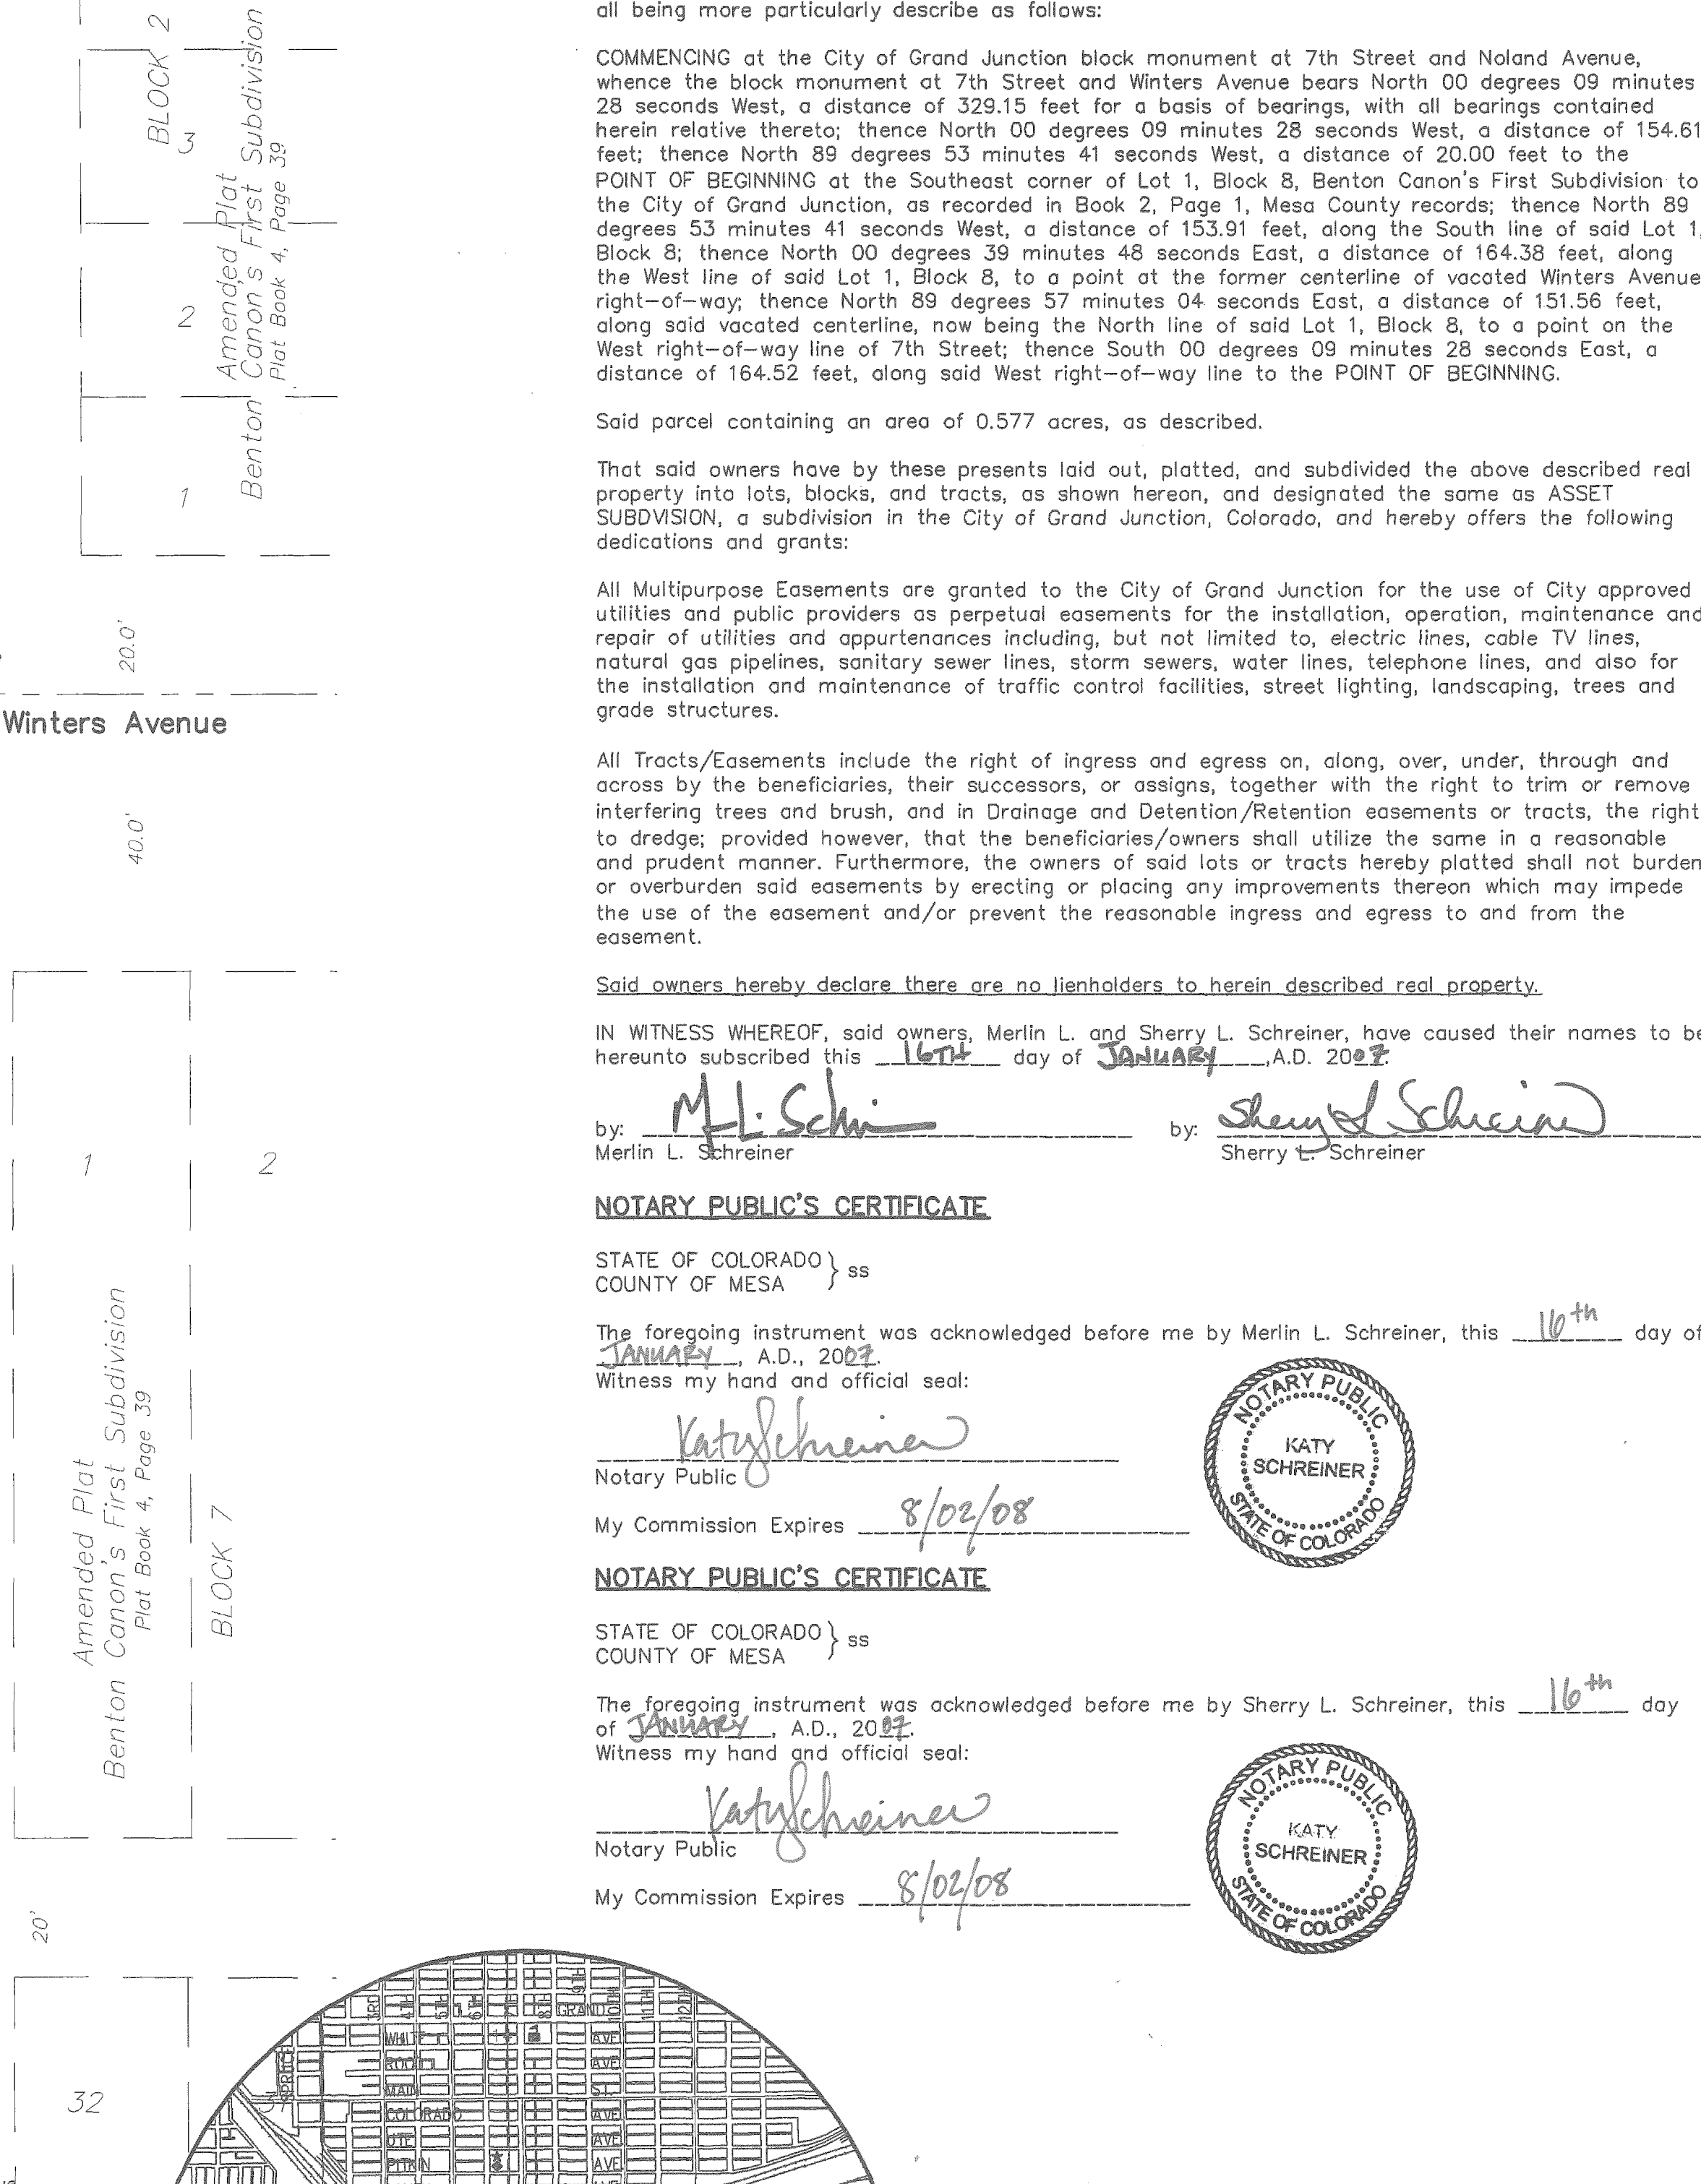 BLOCK 2
3
2
1
Amended Plat
Benton Canon's First Subdivision
Plat Book 4, Page 39
20.0'
Winters Avenue
40.0'
1
2
Amended Plat
Benton Canon's First Subdivision
Plat Book 4, Page 39
BLOCK 7
20'
32
all being more particularly describe as follows:
COMMENCING at the City of Grand Junction block monument at 7th Street and Noland Avenue,
whence the block monument at 7th Street and Winters Avenue bears North 00 degrees 09 minutes
28 seconds West, a distance of 329.15 feet for a basis of bearings, with all bearings contained
herein relative thereto; thence North 00 degrees 09 minutes 28 seconds West, a distance of 154.61
feet; thence North 89 degrees 53 minutes 41 seconds West, a distance of 20.00 feet to the
POINT OF BEGINNING at the Southeast corner of Lot 1, Block 8, Benton Canon's First Subdivision to
the City of Grand Junction, as recorded in Book 2, Page 1, Mesa County records; thence North 89
degrees 53 minutes 41 seconds West, a distance of 153.91 feet, along the South line of said Lot 1,
Block 8; thence North 00 degrees 39 minutes 48 seconds East, a distance of 164.38 feet, along
the West line of said Lot 1, Block 8, to a point at the former centerline of vacated Winters Avenue
right-of-way; thence North 89 degrees 57 minutes 04 seconds East, a distance of 151.56 feet,
along said vacated centerline, now being the North line of said Lot 1, Block 8, to a point on the
West right-of-way line of 7th Street; thence South 00 degrees 09 minutes 28 seconds East, a
distance of 164.52 feet, along said West right-of-way line to the POINT OF BEGINNING.
Said parcel containing an area of 0.577 acres, as described.
That said owners have by these presents laid out, platted, and subdivided the above described real
property into lots, blocks, and tracts, as shown hereon, and designated the same as ASSET
SUBDVISION, a subdivision in the City of Grand Junction, Colorado, and hereby offers the following
dedications and grants:
All Multipurpose Easements are granted to the City of Grand Junction for the use of City approved
utilities and public providers as perpetual easements for the installation, operation, maintenance and
repair of utilities and appurtenances including, but not limited to, electric lines, cable TV lines,
natural gas pipelines, sanitary sewer lines, storm sewers, water lines, telephone lines, and also for
the installation and maintenance of traffic control facilities, street lighting, landscaping, trees and
grade structures.
All Tracts/Easements include the right of ingress and egress on, along, over, under, through and
across by the beneficiaries, their successors, or assigns, together with the right to trim or remove
interfering trees and brush, and in Drainage and Detention/Retention easements or tracts, the right
to dredge; provided however, that the beneficiaries/owners shall utilize the same in a reasonable
and prudent manner. Furthermore, the owners of said lots or tracts hereby platted shall not burden
or overburden said easements by erecting or placing any improvements thereon which may impede
the use of the easement and/or prevent the reasonable ingress and egress to and from the
easement.
Said owners hereby declare there are no lienholders to herein described real property.
IN WITNESS WHEREOF, said owners, Merlin L. and Sherry L. Schreiner, have caused their names to be
hereunto subscribed this 16TH day of JANUARY, A.D. 2007.
by: M L. Schri by: Sherry L Schreiner
Merlin L. Schreiner Sherry L. Schreiner
NOTARY PUBLIC'S CERTIFICATE
STATE OF COLORADO } ss
COUNTY OF MESA
The foregoing instrument was acknowledged before me by Merlin L. Schreiner, this 16th day of
JANUARY, A.D., 2007.
Witness my hand and official seal:
Katy Schreiner
Notary Public
My Commission Expires 8/02/08
NOTARY PUBLIC
KATY
SCHREINER
STATE OF COLORADO
NOTARY PUBLIC'S CERTIFICATE
STATE OF COLORADO } ss
COUNTY OF MESA
The foregoing instrument was acknowledged before me by Sherry L. Schreiner, this 16th day
of JANUARY, A.D., 2007.
Witness my hand and official seal:
Katy Schreiner
Notary Public
My Commission Expires 8/02/08
NOTARY PUBLIC
KATY
SCHREINER
STATE OF COLORADO
3RD 4TH 5TH 6TH 8TH 9TH 10TH 11TH 12TH
GRAND
WHITE AVE
ROOD AVE
MAIN ST.
COLORADO AVE
UTE AVE
PITKIN AVE
SPRUCE